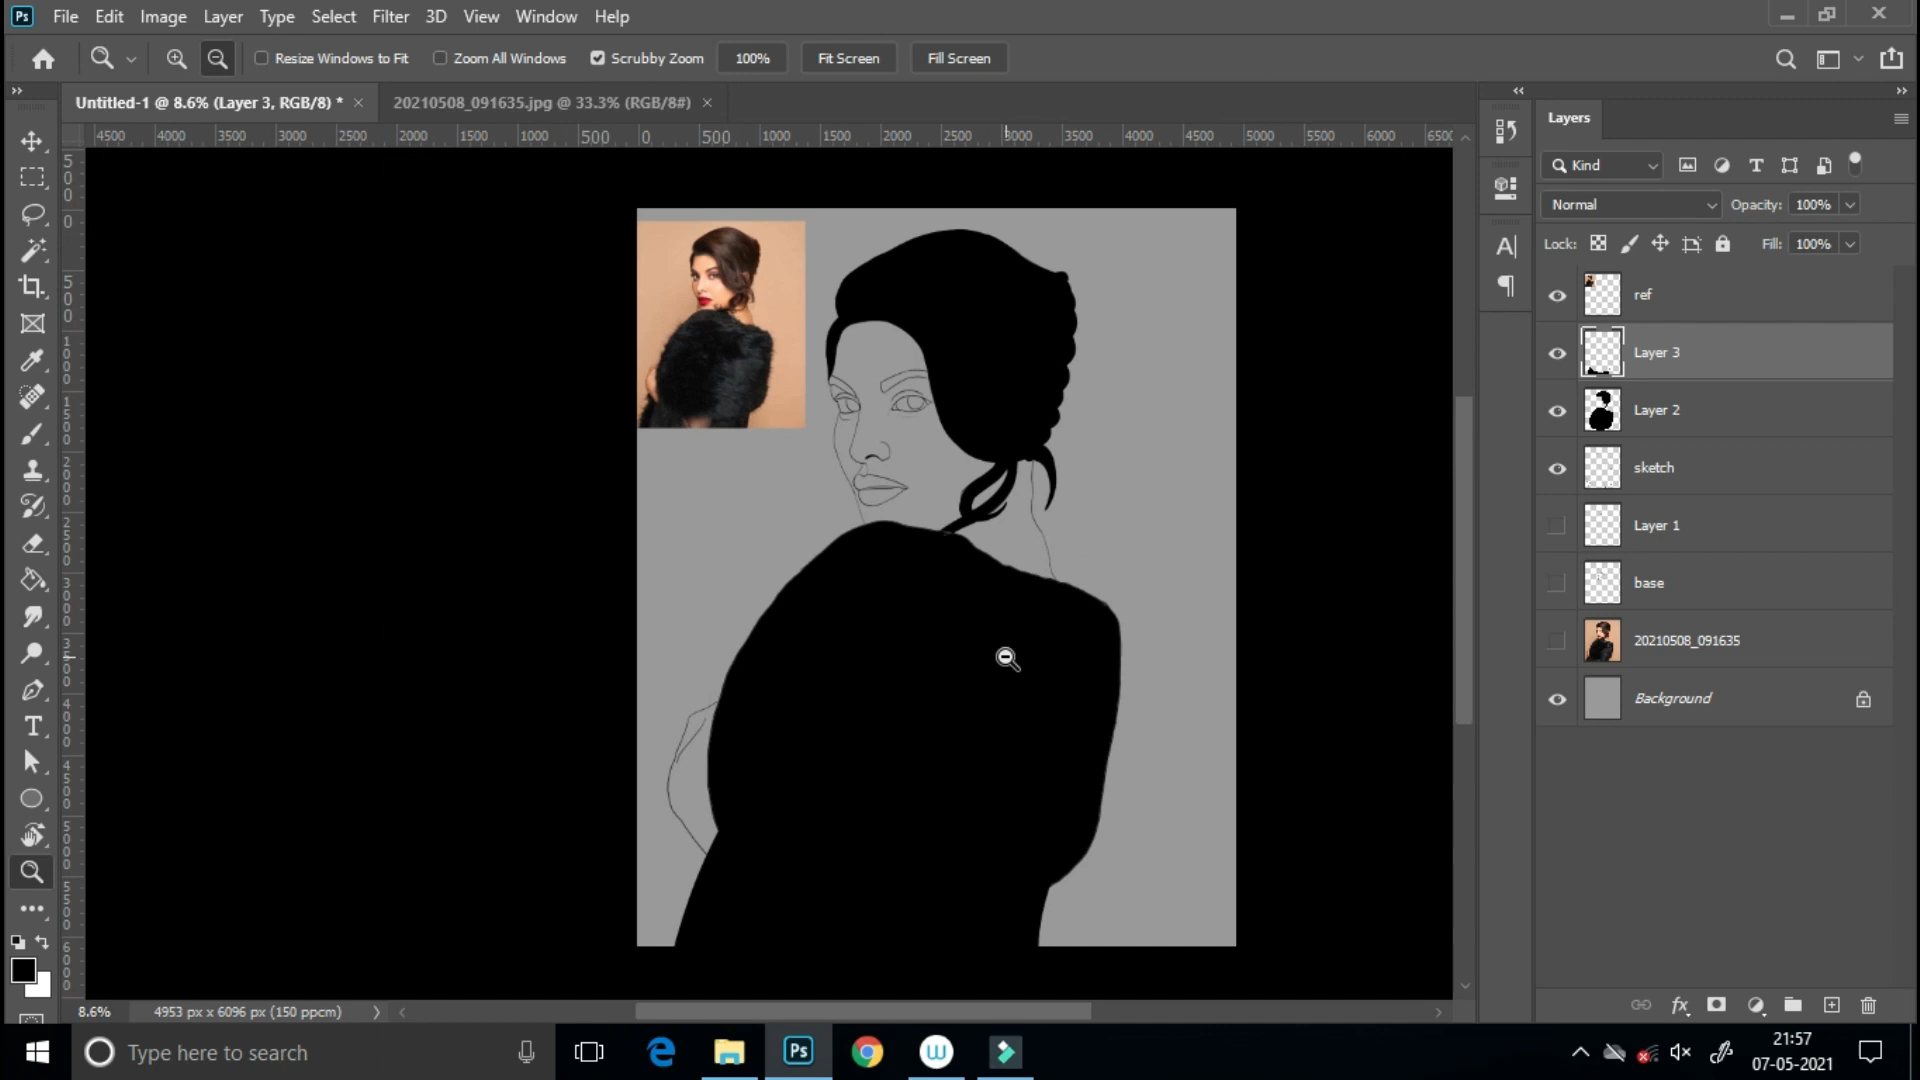 Ps File Edit Image Layer Type Select Filter 3D View Window Help
Resize Windows to Fit Zoom All Windows Scrubby Zoom 100% Fit Screen Fill Screen
Untitled-1 @ 8.6% (Layer 3, RGB/8) * × 20210508_091635.jpg @ 33.3% (RGB/8#) ×
4500 4000 3500 3000 2500 2000 1500 1000 500 0 500 1000 1500 2000 2500 3000 3500 4000 4500 5000 5500 6000 6500
Layers
Kind
Normal Opacity: 100%
Lock: Fill: 100%
ref
Layer 3
Layer 2
sketch
Layer 1
base
20210508_091635
Background
fx
8.6% 4953 px x 6096 px (150 ppcm)
Type here to search
Ps
21:57
07-05-2021